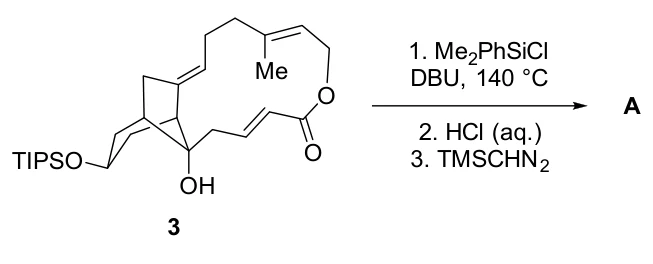 Me
O
O
TIPSO
OH
3
1. Me₂PhSiCl
DBU, 140 °C
2. HCl (aq.)
3. TMSCHN₂
A